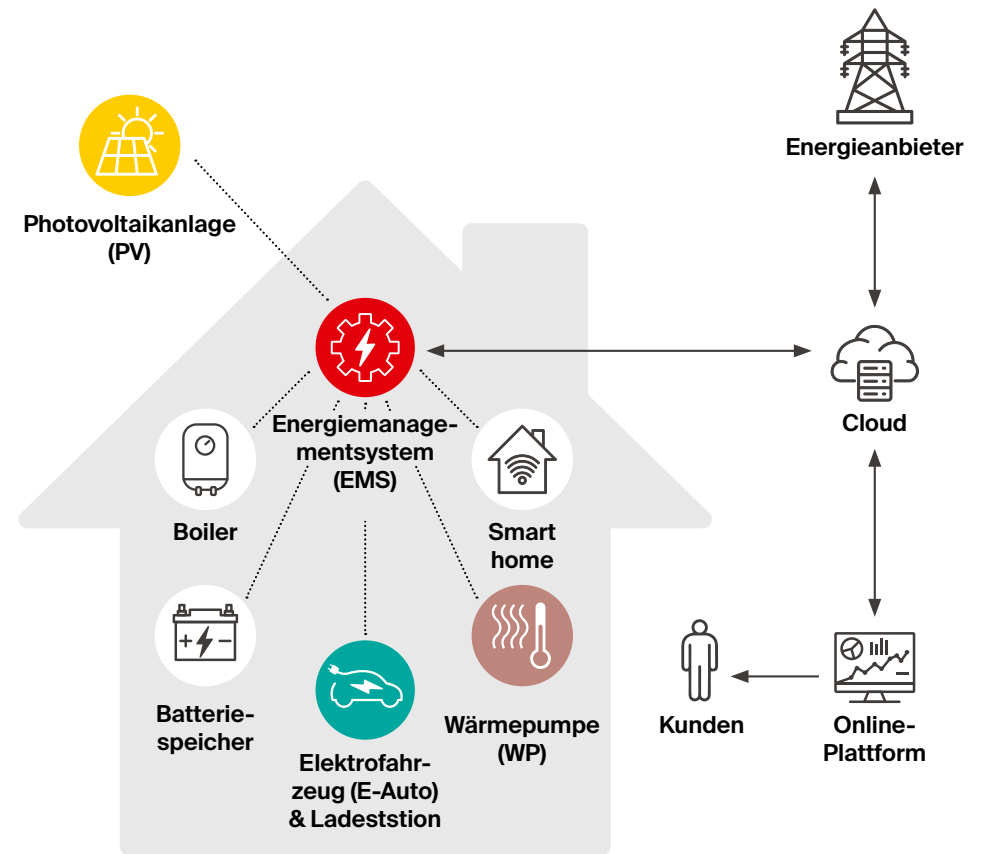 Energieanbieter
Photovoltaikanlage
(PV)
Energiemanage-
mentsystem
(EMS)
Cloud
Boiler
Smart
home
Batterie-
speicher
Wärmepumpe
(WP)
Elektrofahr-
zeug (E-Auto)
& Ladeststion
Kunden
Online-
Plattform